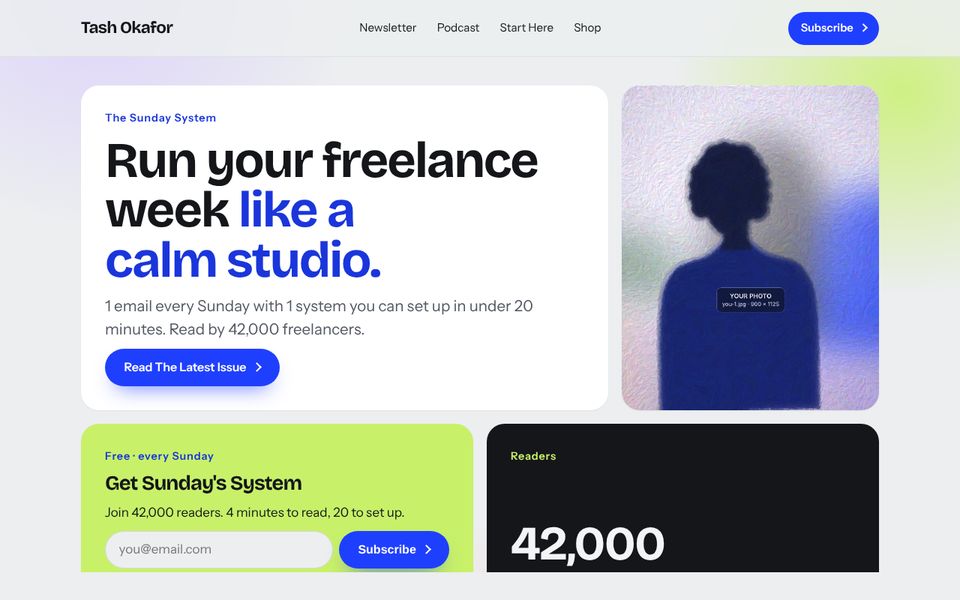 Tash Okafor
Newsletter
Podcast
Start Here
Shop
Subscribe
The Sunday System
Run your freelance
week like a
calm studio.
1 email every Sunday with 1 system you can set up in under 20
minutes. Read by 42,000 freelancers.
Read The Latest Issue
YOUR PHOTO
you-1.jpg · 900 × 1125
Free · every Sunday
Get Sunday's System
Join 42,000 readers. 4 minutes to read, 20 to set up.
you@email.com
Subscribe
Readers
42,000